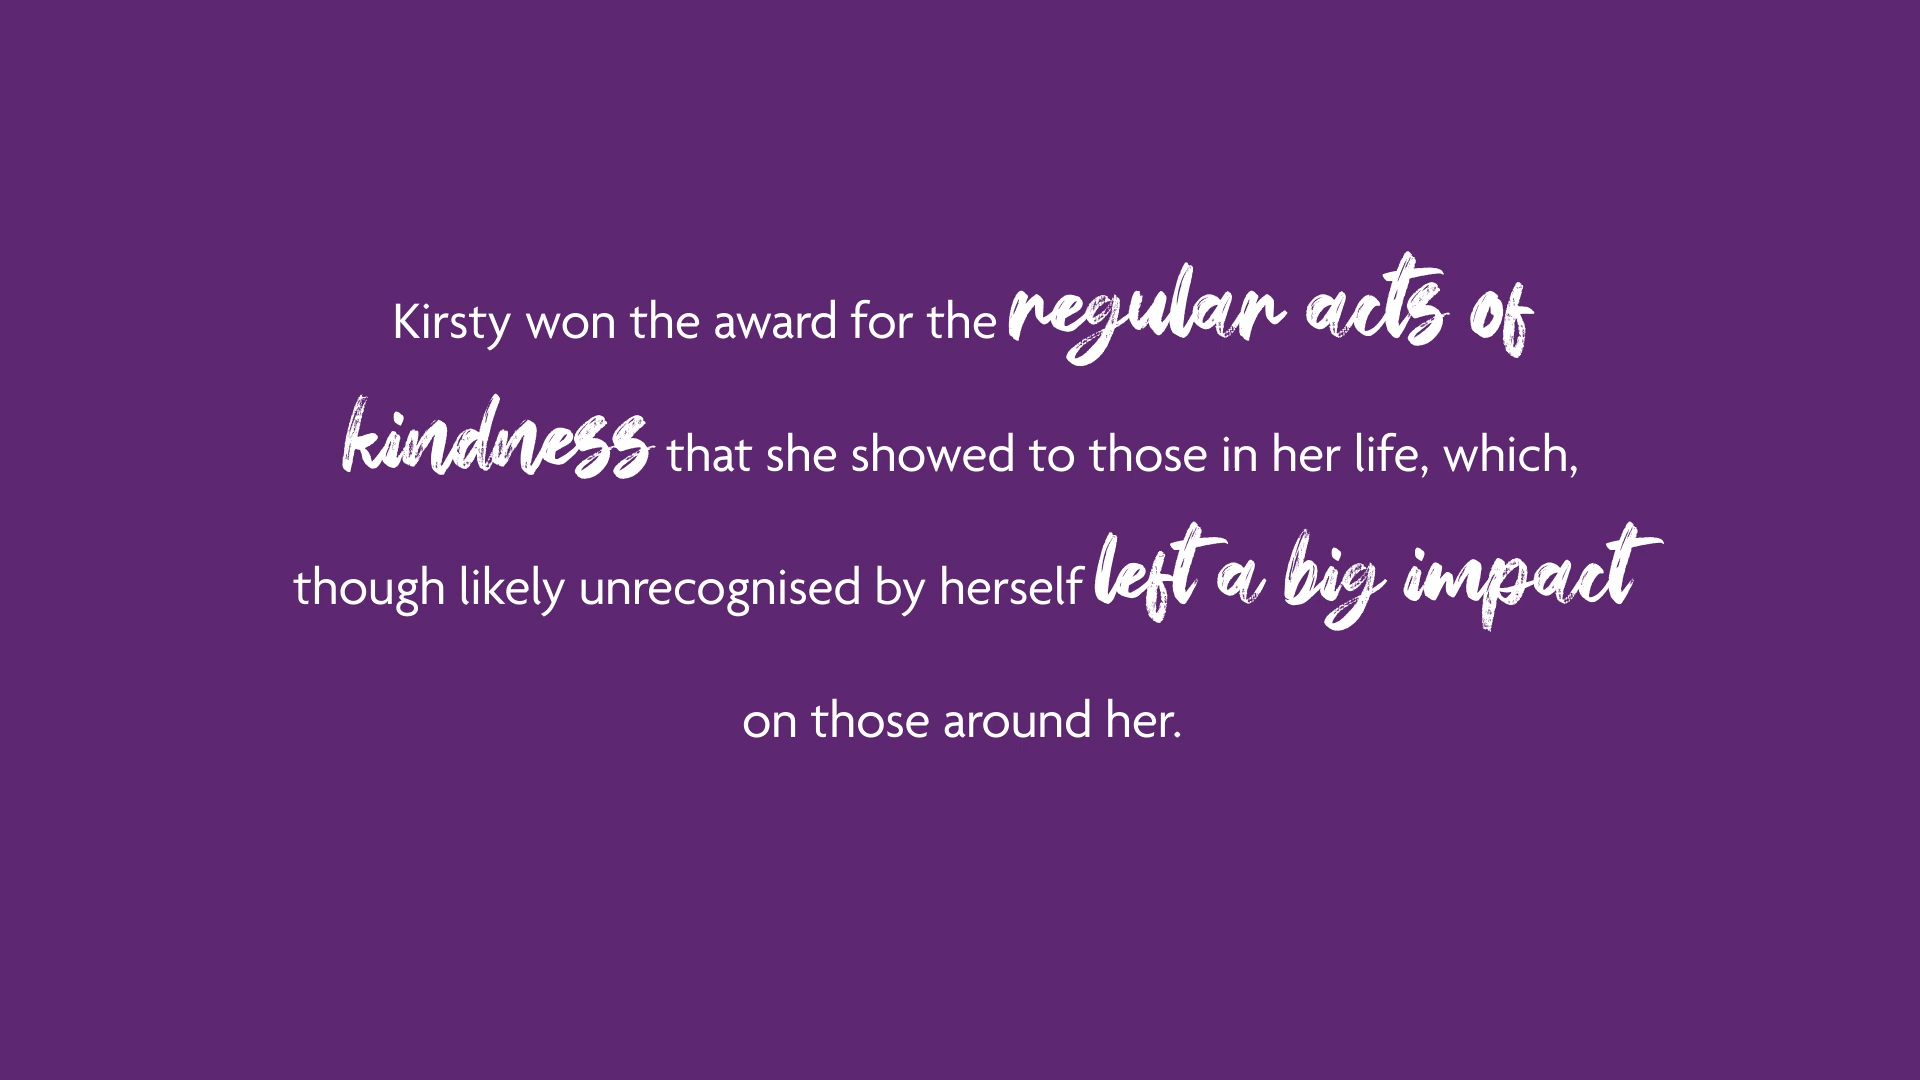 Kirsty won the award for the regular acts of
kindness that she showed to those in her life, which,
though likely unrecognised by herself left a big impact
on those around her.